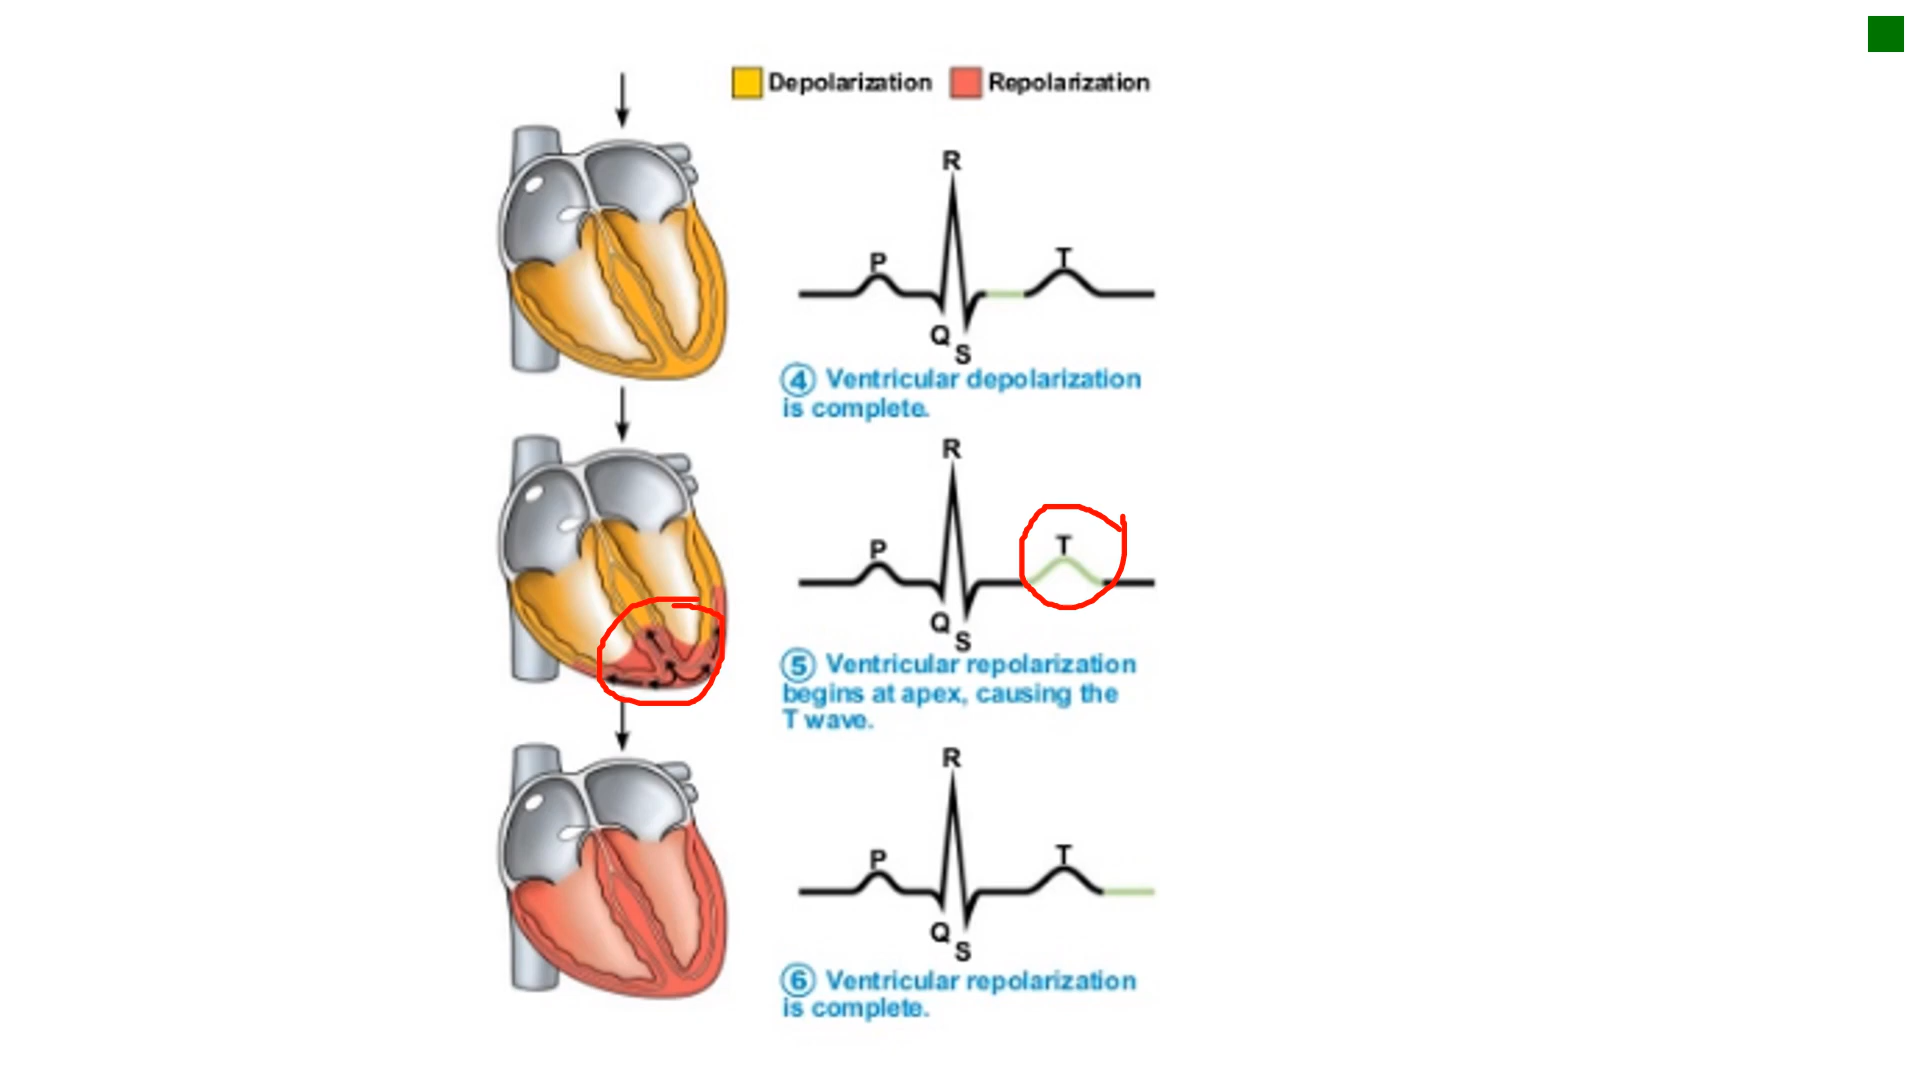 Depolarization Repolarization
R
P
T
Q
S
④ Ventricular depolarization
is complete.
R
P
T
Q
S
⑤ Ventricular repolarization
begins at apex, causing the
T wave.
R
P
T
Q
S
⑥ Ventricular repolarization
is complete.